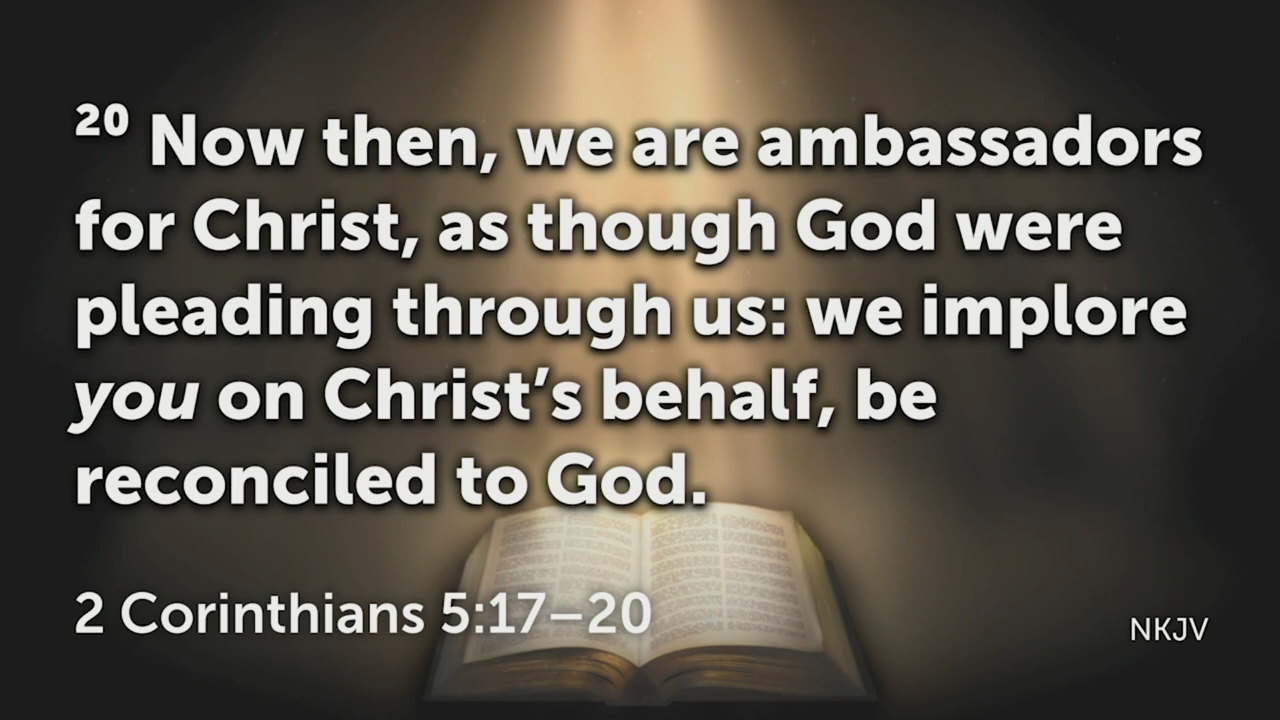 ²⁰ Now then, we are ambassadors
for Christ, as though God were
pleading through us: we implore
you on Christ’s behalf, be
reconciled to God.
2 Corinthians 5:17–20
NKJV